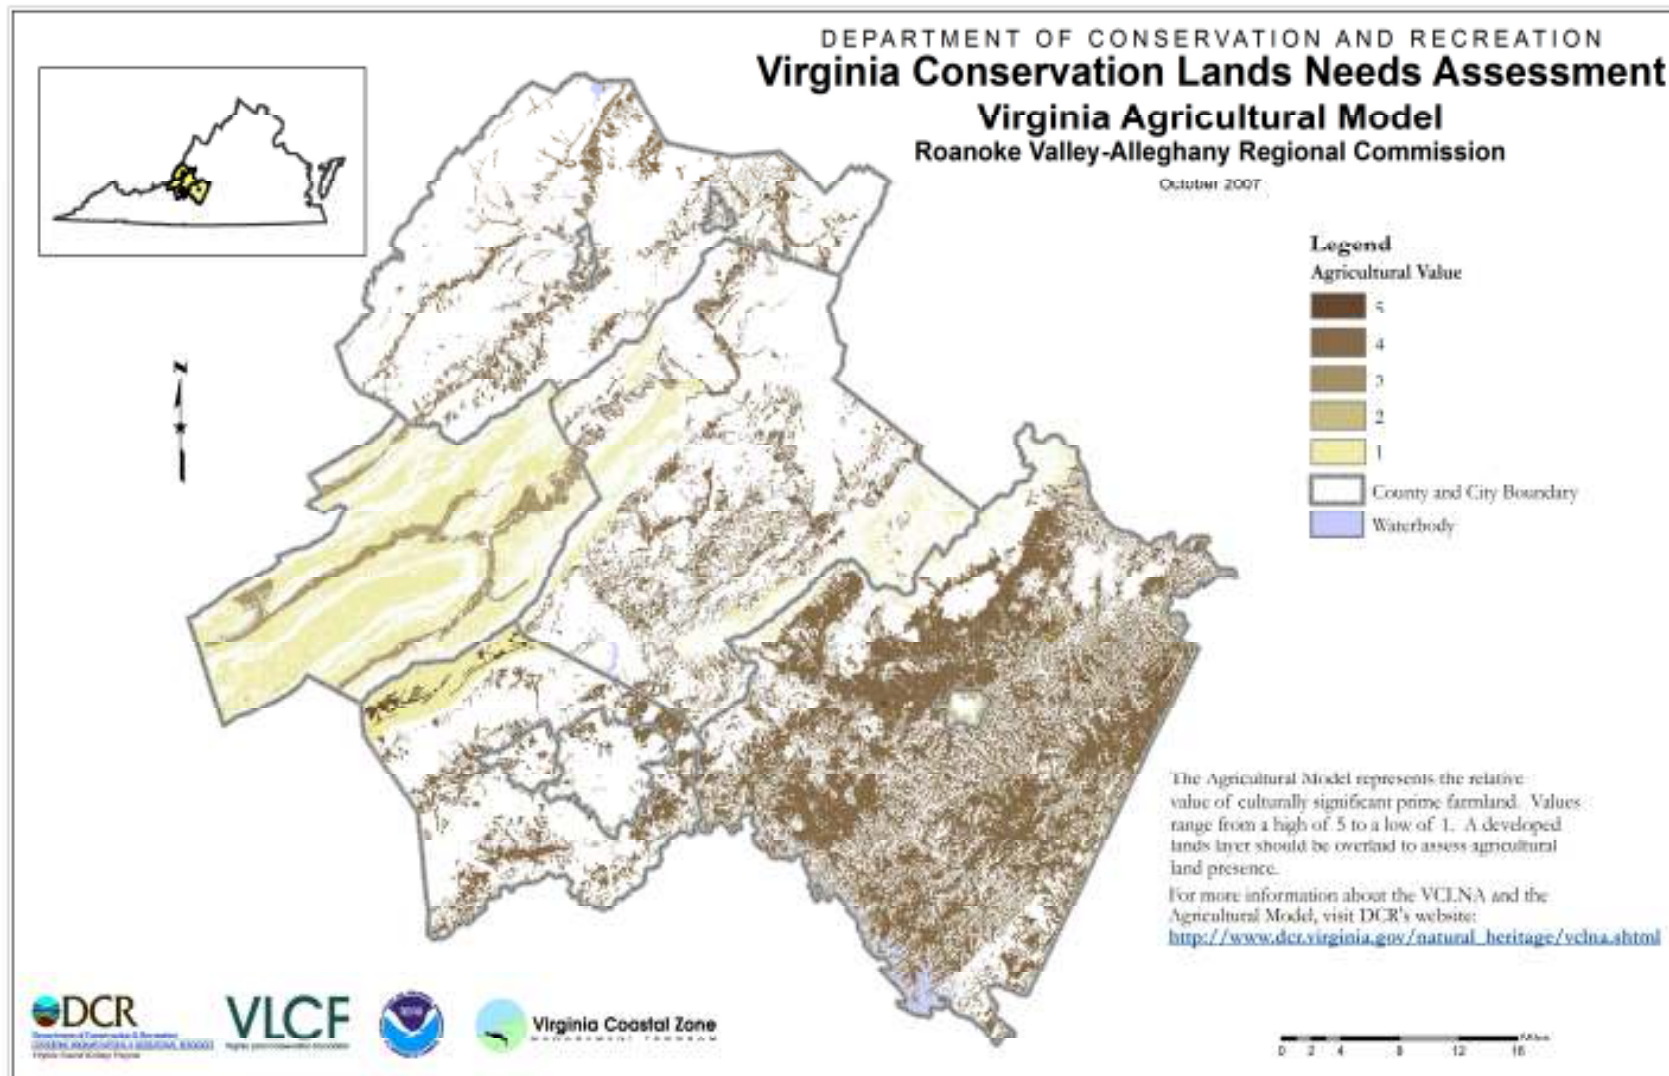 DEPARTMENT OF CONSERVATION AND RECREATION
Virginia Conservation Lands Needs Assessment
Virginia Agricultural Model
Roanoke Valley-Alleghany Regional Commission
October 2007
N
Legend
Agricultural Value
5
4
3
2
1
County and City Boundary
Waterbody
The Agricultural Model represents the relative
value of culturally significant prime farmland. Values
range from a high of 5 to a low of 1. A developed
lands layer should be overlaid to assess agricultural
land presence.
For more information about the VCLNA and the
Agricultural Model, visit DCR's website:
http://www.dcr.virginia.gov/natural_heritage/vclna.shtml
DCR
VLCF
Virginia Coastal Zone
0 2 4 8 12 16